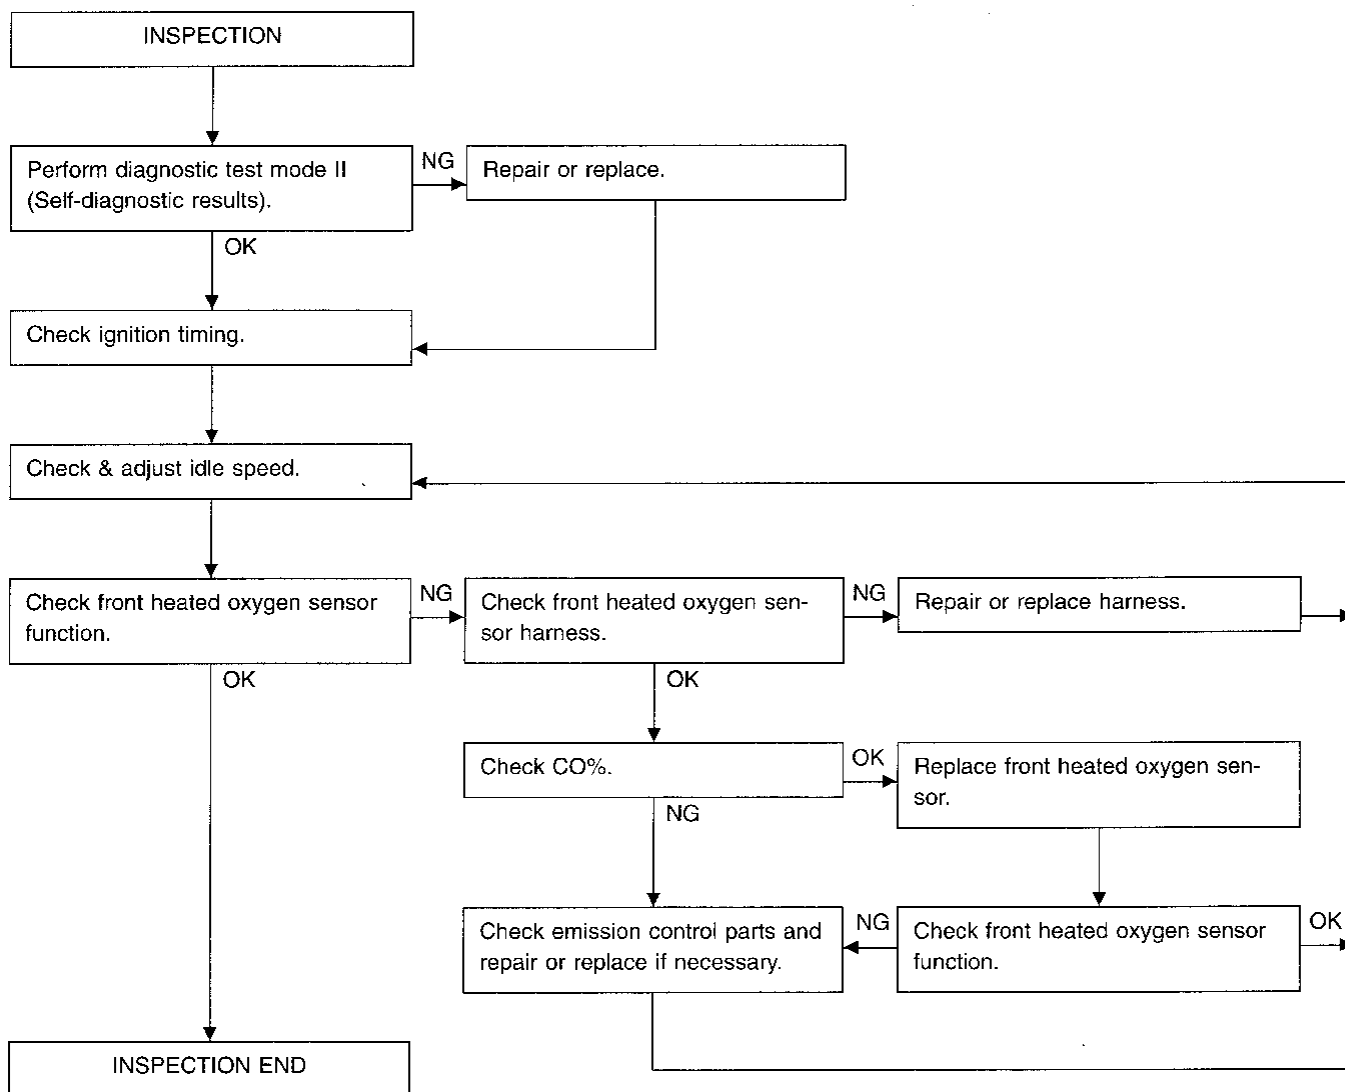 INSPECTION
Perform diagnostic test mode II
(Self-diagnostic results).
NG
Repair or replace.
OK
Check ignition timing.
Check & adjust idle speed.
Check front heated oxygen sensor
function.
NG
Check front heated oxygen sen-
sor harness.
NG
Repair or replace harness.
OK
OK
Check CO%.
OK
Replace front heated oxygen sen-
sor.
NG
Check emission control parts and
repair or replace if necessary.
NG
Check front heated oxygen sensor
function.
OK
INSPECTION END